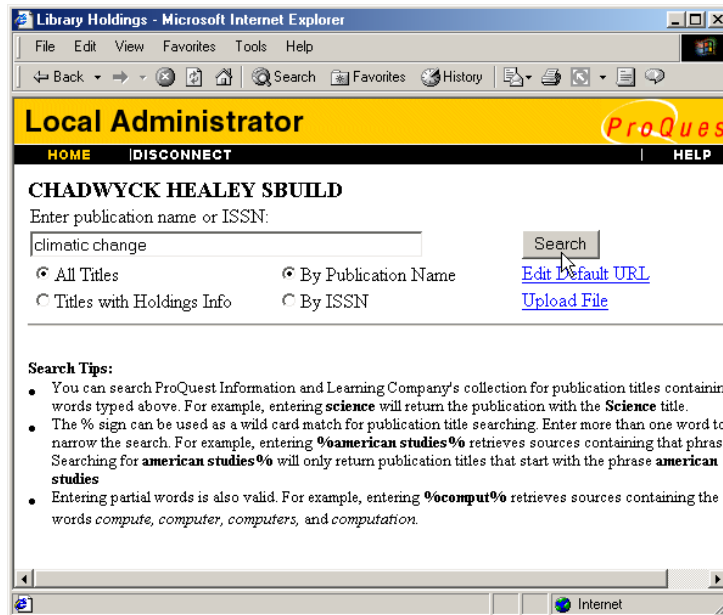 Library Holdings - Microsoft Internet Explorer
File Edit View Favorites Tools Help
Back Search Favorites History
Local Administrator
ProQues
HOME |DISCONNECT | HELP
CHADWYCK HEALEY SBUILD
Enter publication name or ISSN:
climatic change Search
All Titles By Publication Name Edit Default URL
Titles with Holdings Info By ISSN Upload File
Search Tips:
You can search ProQuest Information and Learning Company's collection for publication titles containin
words typed above. For example, entering science will return the publication with the Science title.
The % sign can be used as a wild card match for publication title searching. Enter more than one word to
narrow the search. For example, entering %american studies% retrieves sources containing that phras
Searching for american studies% will only return publication titles that start with the phrase american
studies
Entering partial words is also valid. For example, entering %comput% retrieves sources containing the
words compute, computer, computers, and computation.
Internet